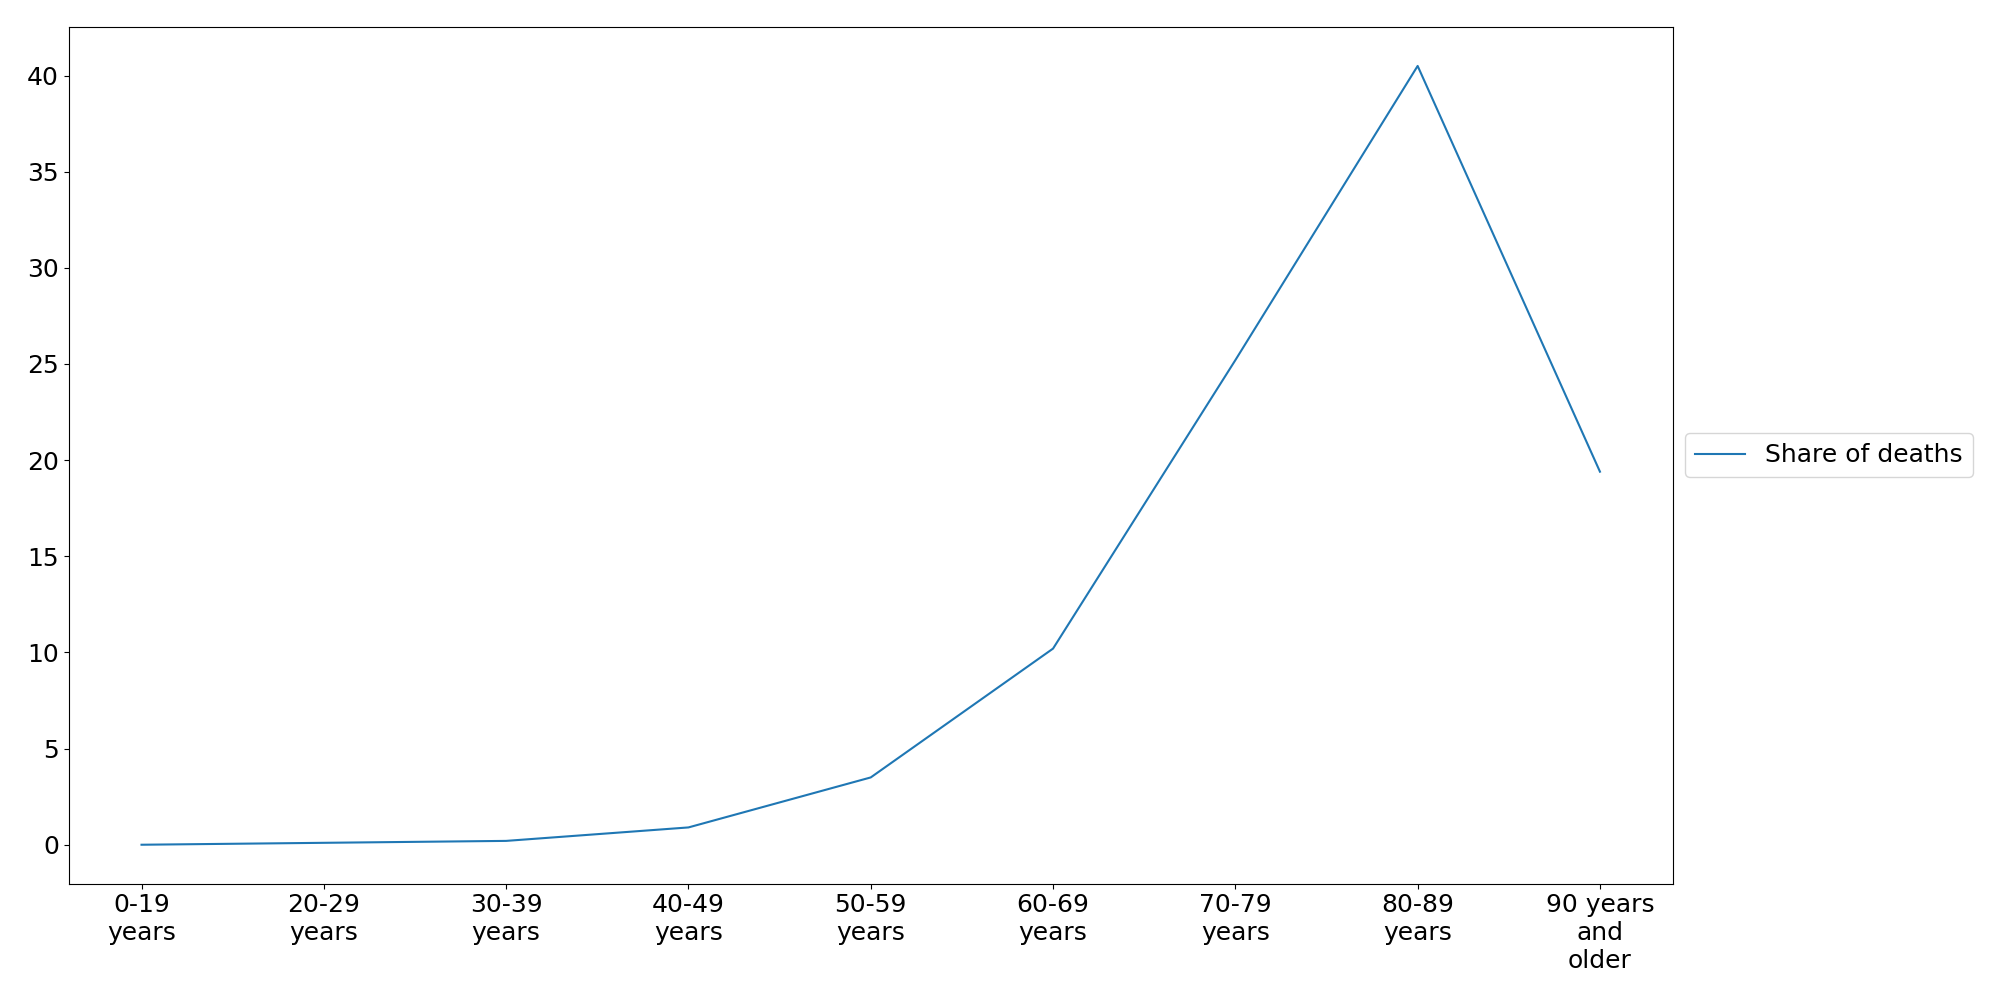 40
35
30
25
20
15
10
5
0
0-19 years
20-29 years
30-39 years
40-49 years
50-59 years
60-69 years
70-79 years
80-89 years
90 years and older
Share of deaths